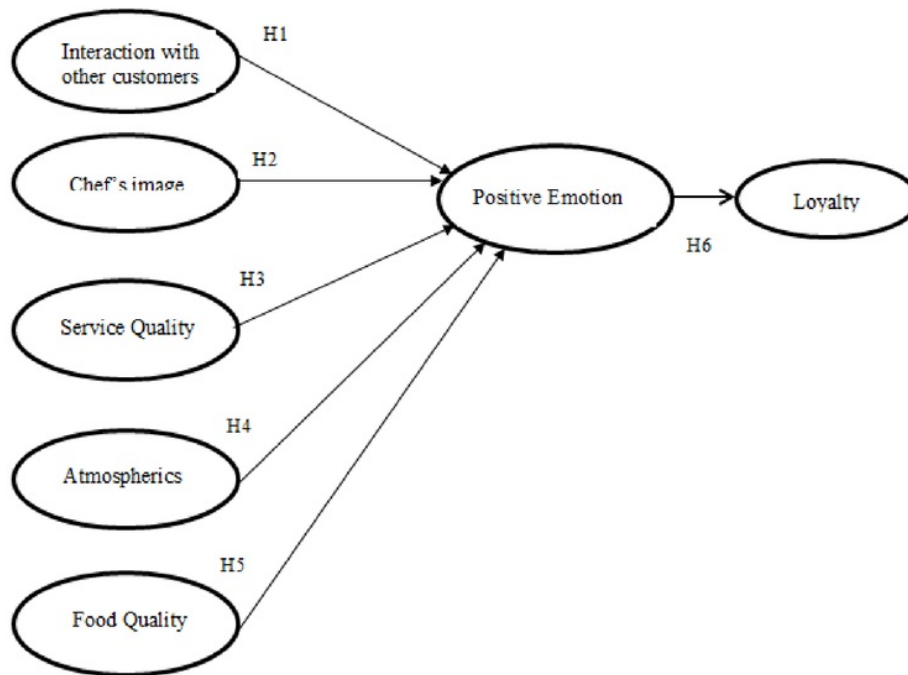 H1
Interaction with
other customers
H2
Chef's image
Positive Emotion
Loyalty
H6
H3
Service Quality
H4
Atmospherics
H5
Food Quality